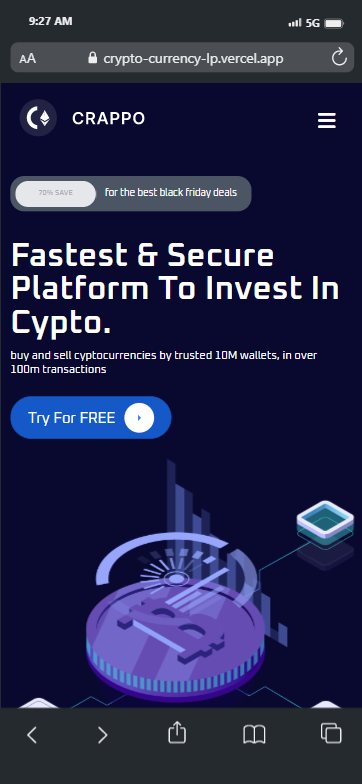 9:27 AM
5G
AA
crypto-currency-lp.vercel.app
CRAPPO
70% SAVE
for the best black friday deals
Fastest & Secure
Platform To Invest In
Cypto.
buy and sell cyptocurrencies by trusted 10M wallets, in over
100m transactions
Try For FREE